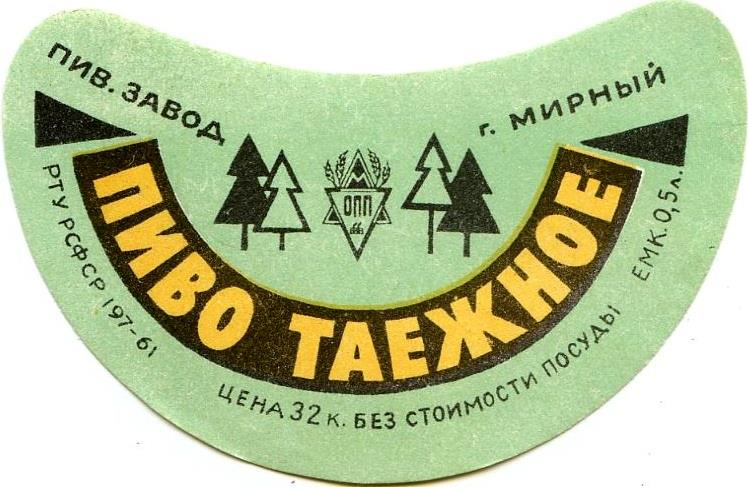 ПИВ. ЗАВОД
г. МИРНЫЙ
ОПП
ПИВО ТАЕЖНОЕ
РТУ РСФСР 197-61
ЦЕНА 32 К. БЕЗ СТОИМОСТИ ПОСУДЫ
ЕМК. 0,5 л.